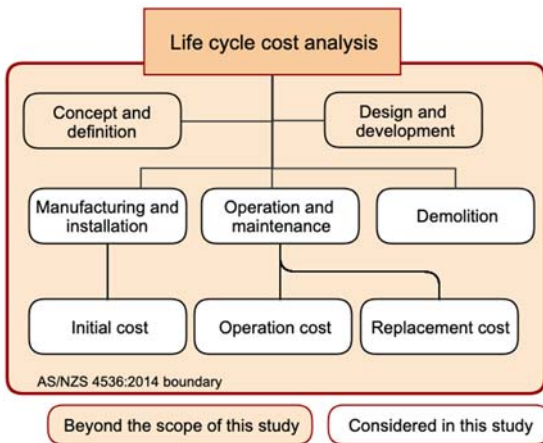 Life cycle cost analysis
Concept and
definition
Design and
development
Manufacturing and
installation
Operation and
maintenance
Demolition
Initial cost
Operation cost
Replacement cost
AS/NZS 4536:2014 boundary
Beyond the scope of this study
Considered in this study